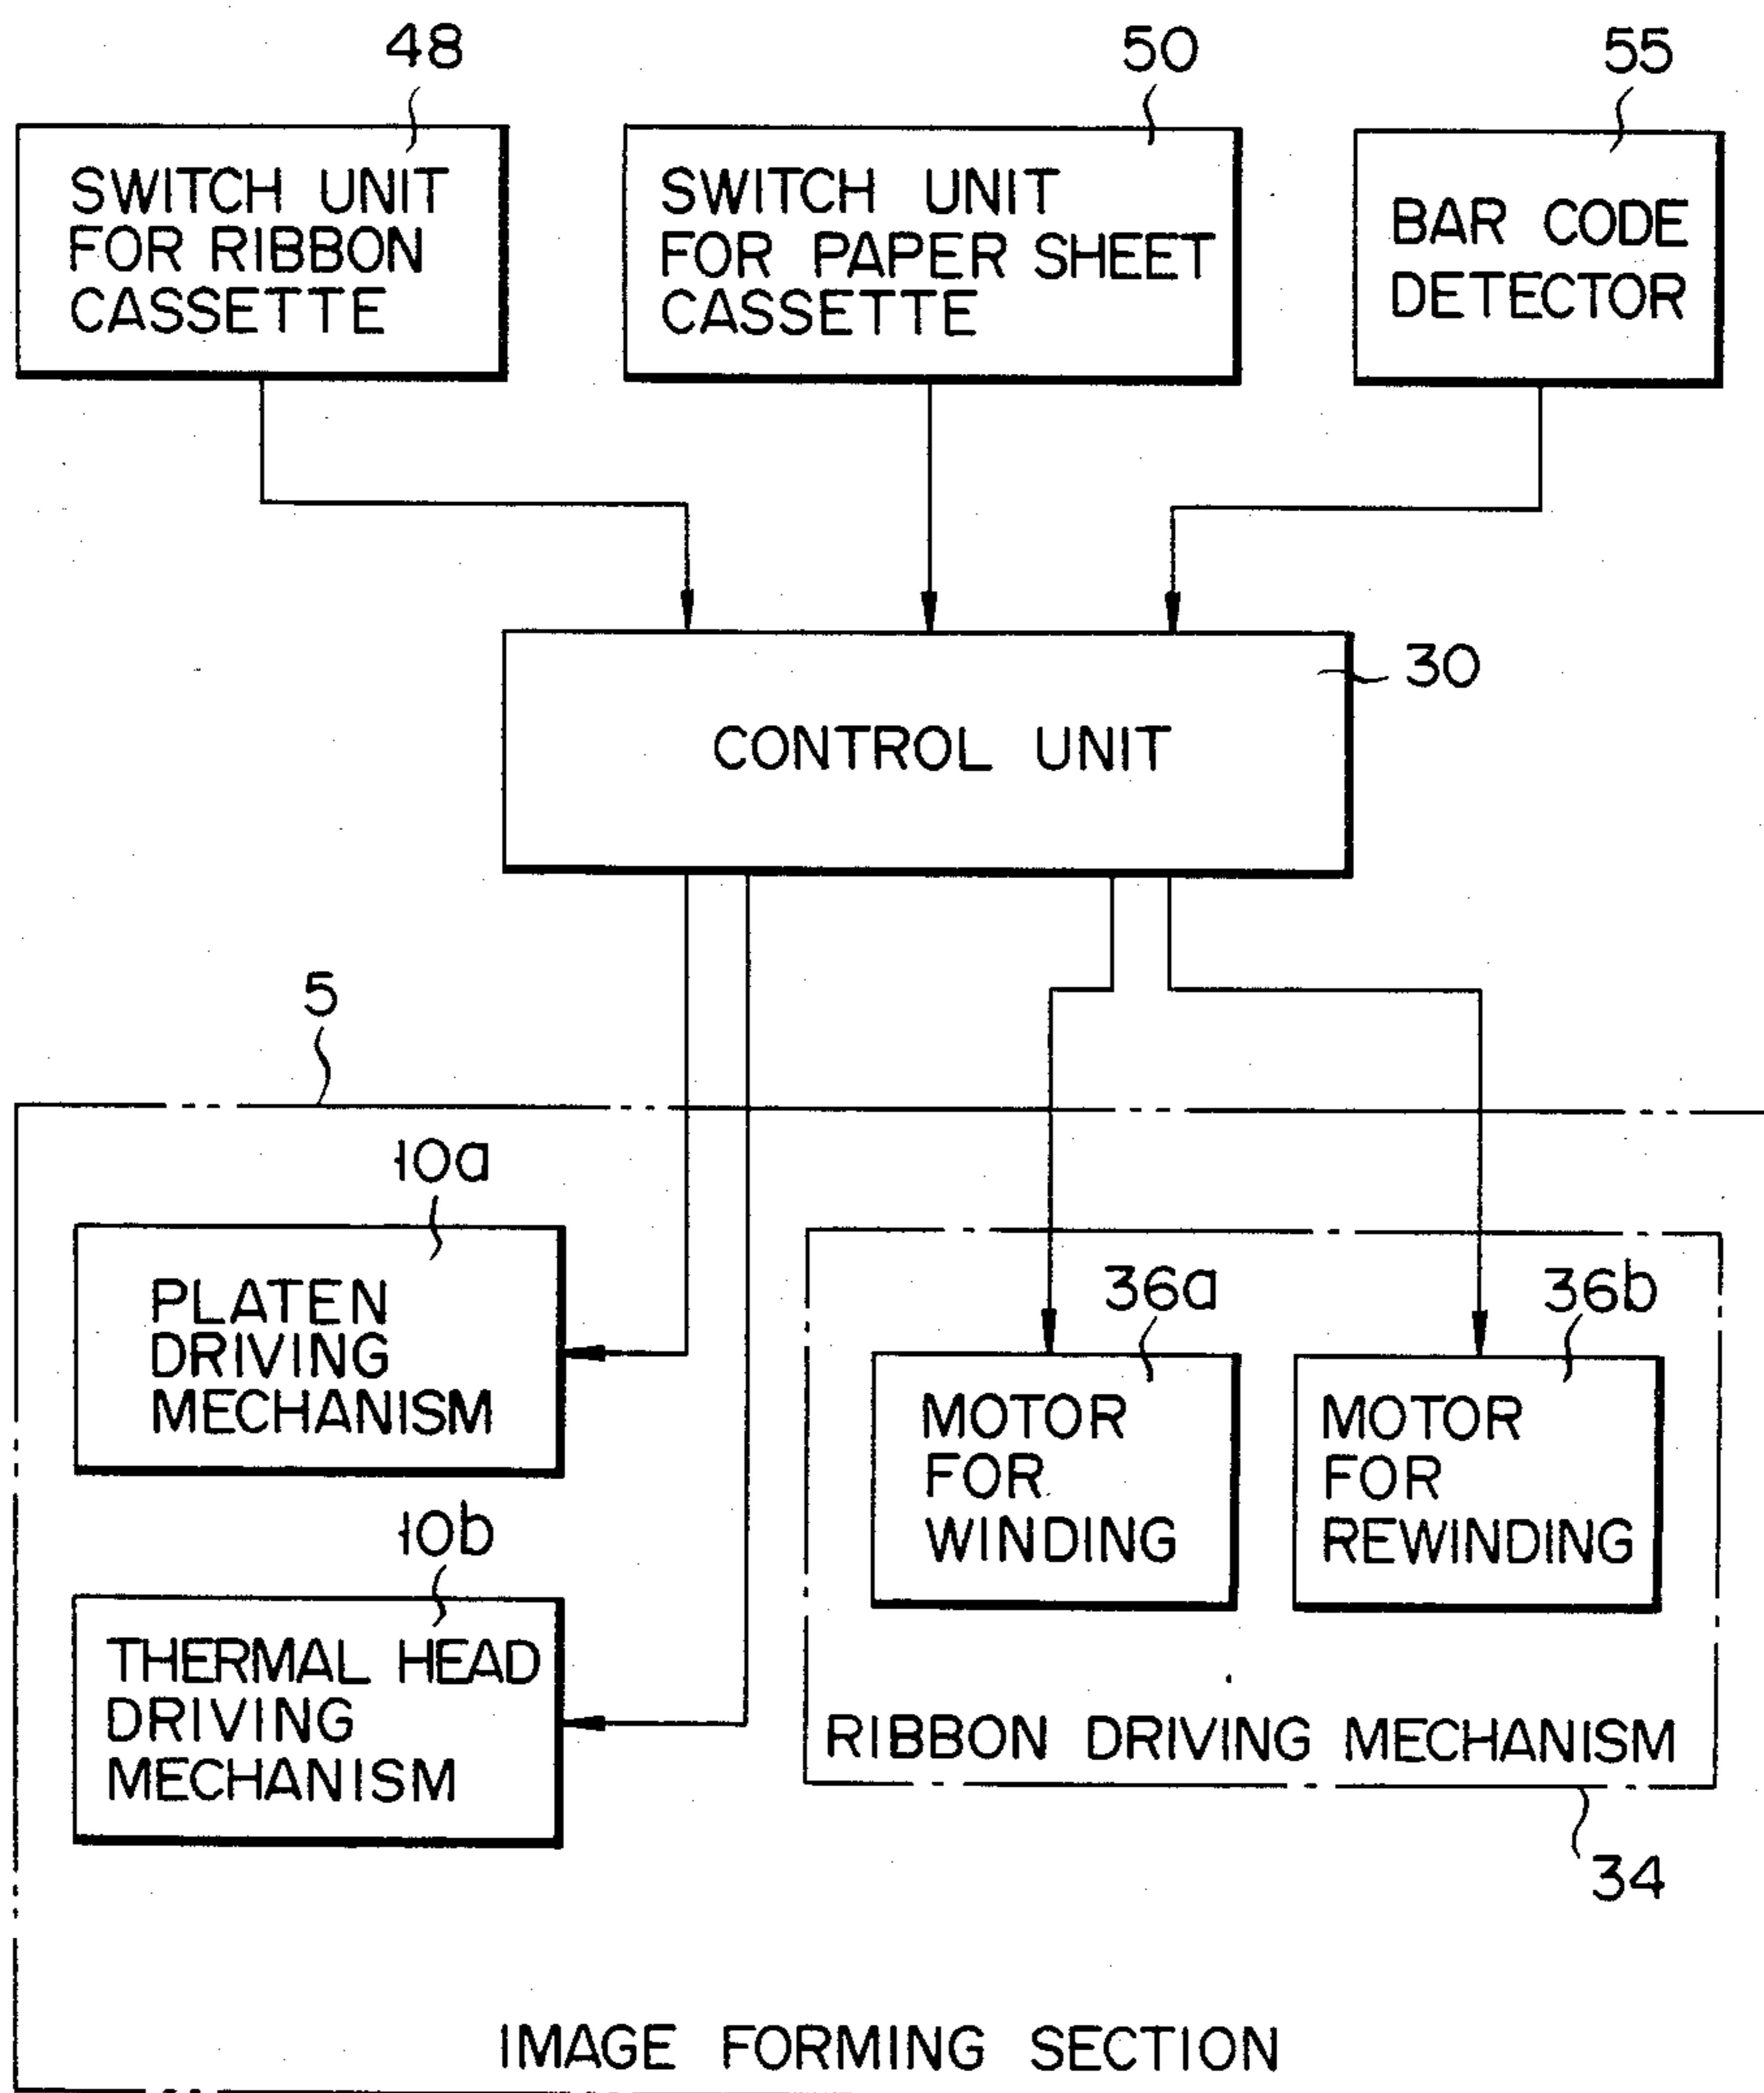 48
50
55
SWITCH UNIT
FOR RIBBON
CASSETTE
SWITCH UNIT
FOR PAPER SHEET
CASSETTE
BAR CODE
DETECTOR
30
CONTROL UNIT
5
10a
PLATEN
DRIVING
MECHANISM
36a
MOTOR
FOR
WINDING
36b
MOTOR
FOR
REWINDING
10b
THERMAL HEAD
DRIVING
MECHANISM
RIBBON DRIVING MECHANISM
34
IMAGE FORMING SECTION